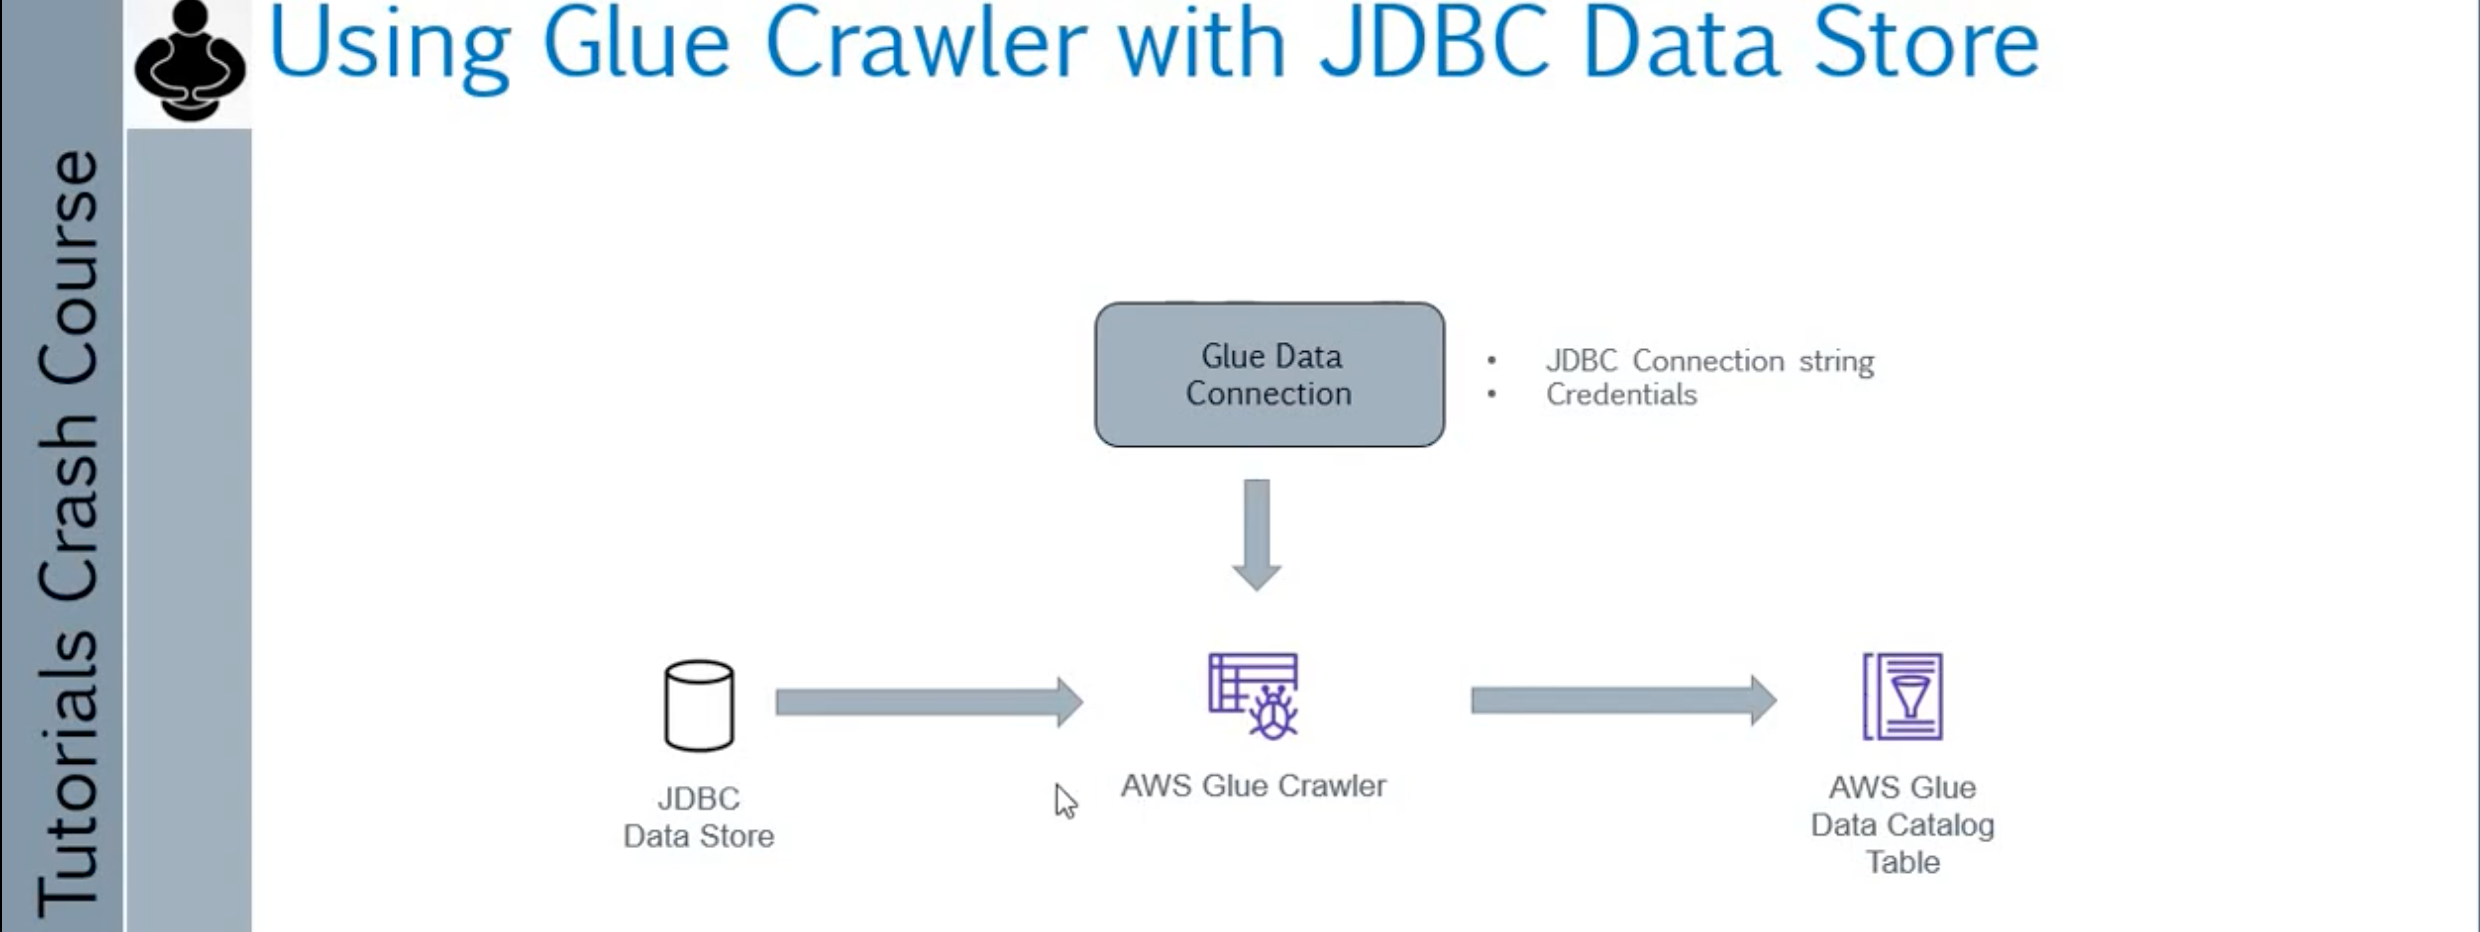 Using Glue Crawler with JDBC Data Store
Tutorials Crash Course
Glue Data
Connection
• JDBC Connection string
• Credentials
JDBC
Data Store
AWS Glue Crawler
AWS Glue
Data Catalog
Table